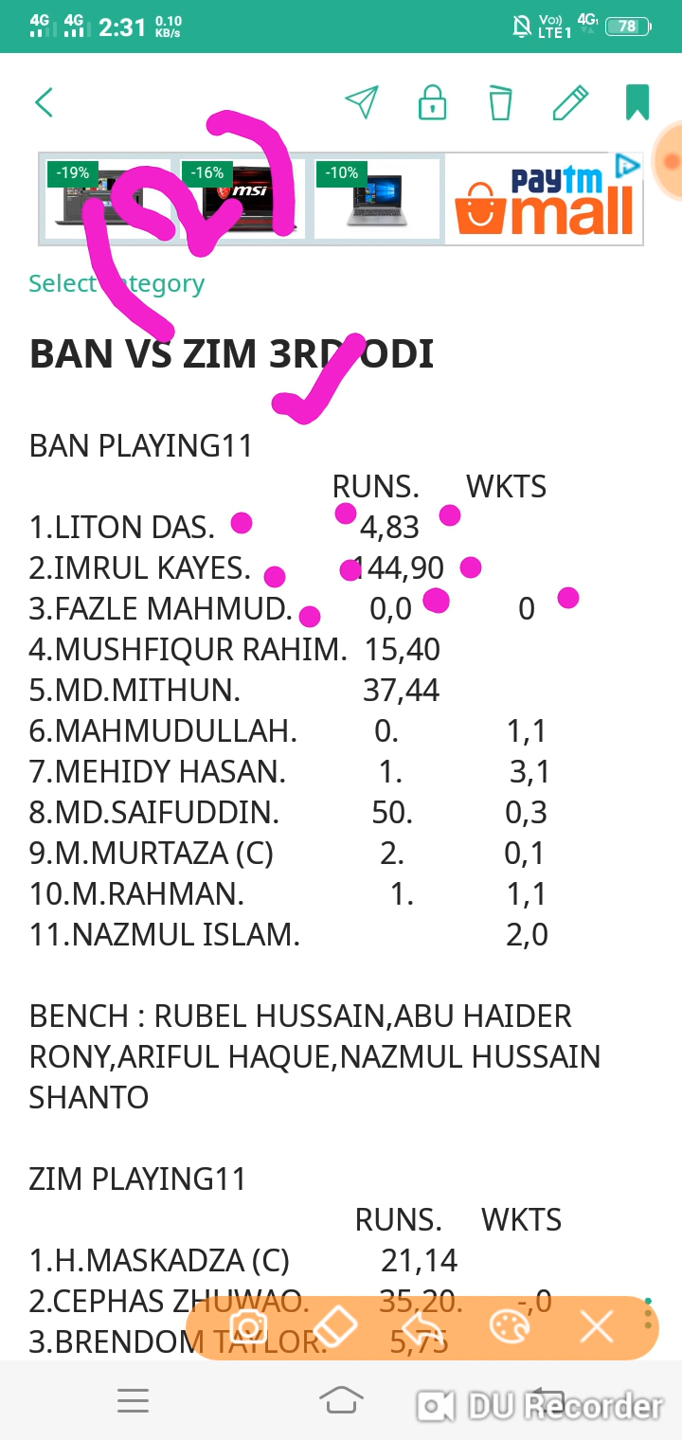 4G 4G 2:31 0.10 KB/s VoLTE1 4G 78
-19% -16% msi -10% paytm mall
Select category
BAN VS ZIM 3RD ODI
BAN PLAYING11
RUNS. WKTS
1.LITON DAS. 4,83
2.IMRUL KAYES. 144,90
3.FAZLE MAHMUD. 0,0 0
4.MUSHFIQUR RAHIM. 15,40
5.MD.MITHUN. 37,44
6.MAHMUDULLAH. 0. 1,1
7.MEHIDY HASAN. 1. 3,1
8.MD.SAIFUDDIN. 50. 0,3
9.M.MURTAZA (C) 2. 0,1
10.M.RAHMAN. 1. 1,1
11.NAZMUL ISLAM. 2,0
BENCH : RUBEL HUSSAIN,ABU HAIDER
RONY,ARIFUL HAQUE,NAZMUL HUSSAIN
SHANTO
ZIM PLAYING11
RUNS. WKTS
1.H.MASKADZA (C) 21,14
2.CEPHAS ZHUWAO. 35,20. -,0
3.BRENDOM TAYLOR. 5,75
DU Recorder